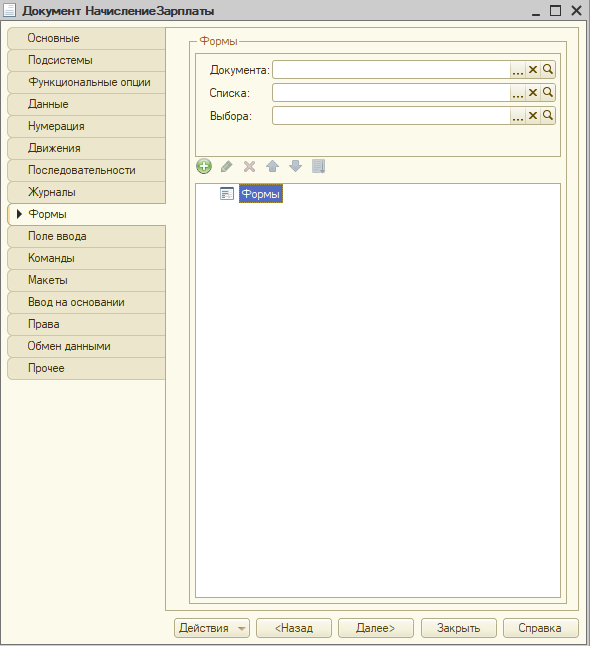 Документ НачислениеЗарплаты
Основные
Подсистемы
Функциональные опции
Данные
Нумерация
Движения
Последовательности
Журналы
Формы
Поле ввода
Команды
Макеты
Ввод на основании
Права
Обмен данными
Прочее
Формы
Документа:
Списка:
Выбора:
Формы
Действия
<Назад
Далее>
Закрыть
Справка